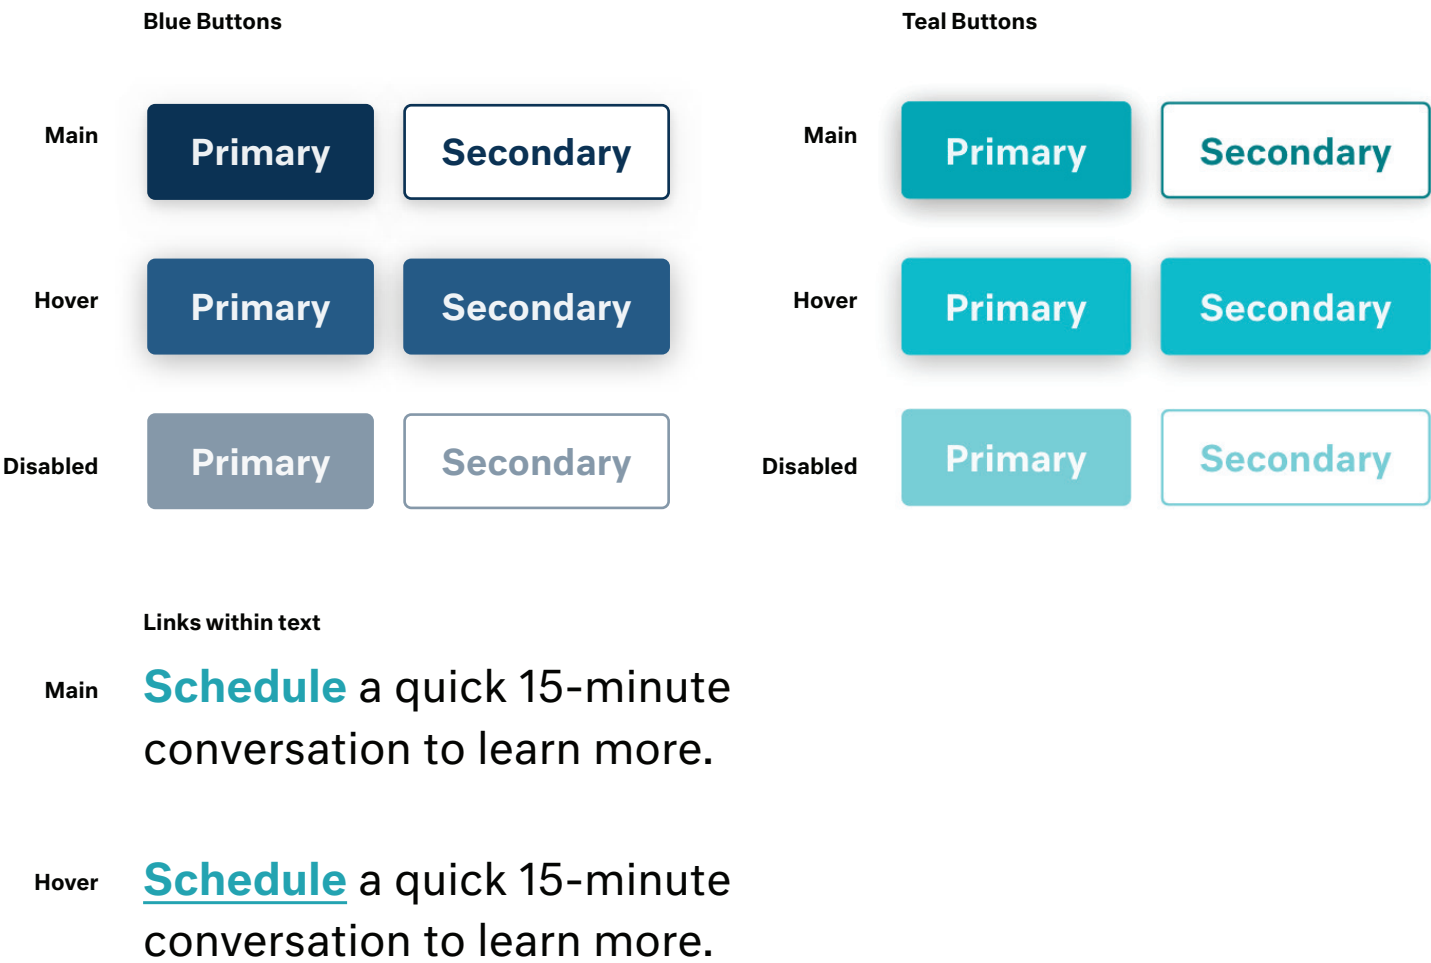 Blue Buttons
Teal Buttons
Main
Primary
Secondary
Main
Primary
Secondary
Hover
Primary
Secondary
Hover
Primary
Secondary
Disabled
Primary
Secondary
Disabled
Primary
Secondary
Links within text
Main
Schedule a quick 15-minute
conversation to learn more.
Hover
Schedule a quick 15-minute
conversation to learn more.